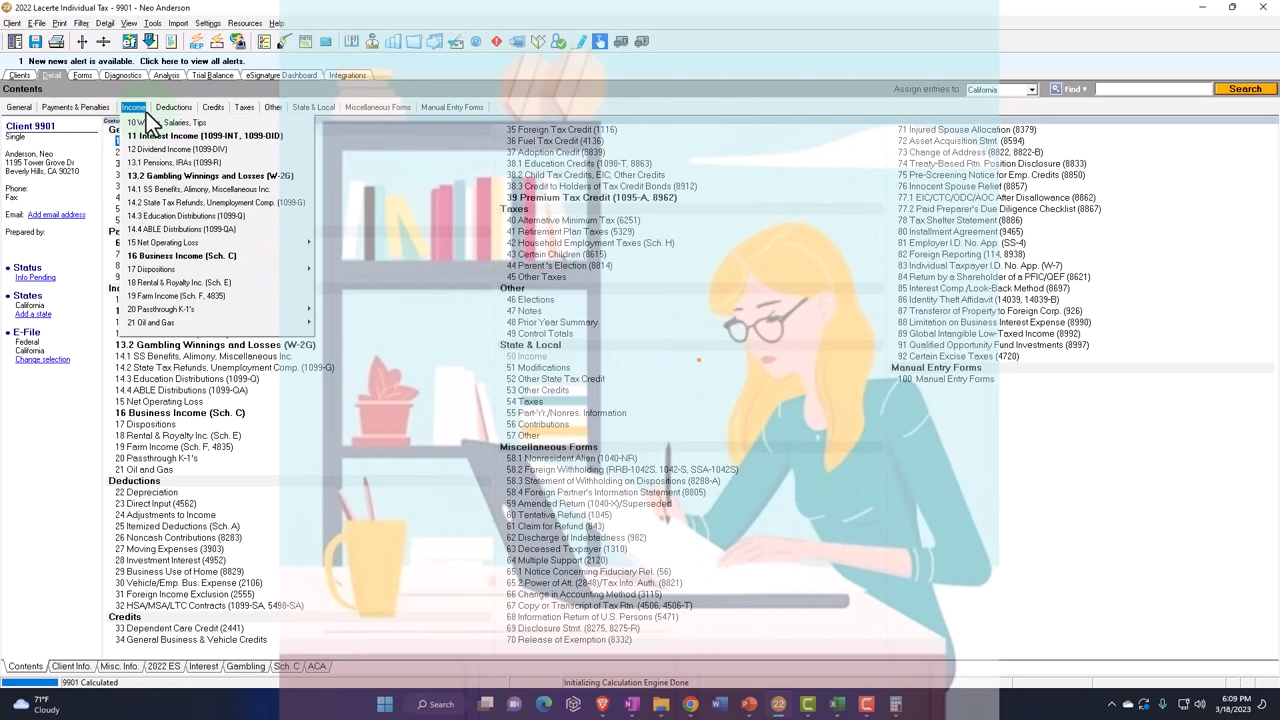 2022 Lacerte Individual Tax - 9901 - Neo Anderson
Client E-File Print Filter Detail View Tools Import Settings Resources Help
1 New news alert is available. Click here to view all alerts.
Clients Detail Forms Diagnostics Analysis Trial Balance eSignature Dashboard Integrations
Contents
Assign entries to: California Find Search
General Payments & Penalties Income Deductions Credits Taxes Other State & Local Miscellaneous Forms Manual Entry Forms
Client 9901
Single
Anderson, Neo
1195 Tower Grove Dr
Beverly Hills, CA 90210
Phone:
Fax:
Email: Add email address
Prepared by:
Status
Info Pending
States
California
Add a state
E-File
Federal
California
Change selection
Salaries, Tips
11 Interest Income (1099-INT, 1099-OID)
12 Dividend Income (1099-DIV)
13.1 Pensions, IRAs (1099-R)
13.2 Gambling Winnings and Losses (W-2G)
14.1 SS Benefits, Alimony, Miscellaneous Inc.
14.2 State Tax Refunds, Unemployment Comp. (1099-G)
14.3 Education Distributions (1099-Q)
14.4 ABLE Distributions (1099-QA)
15 Net Operating Loss
16 Business Income (Sch. C)
17 Dispositions
18 Rental & Royalty Inc. (Sch. E)
19 Farm Income (Sch. F, 4835)
20 Passthrough K-1's
21 Oil and Gas
13.2 Gambling Winnings and Losses (W-2G)
14.1 SS Benefits, Alimony, Miscellaneous Inc.
14.2 State Tax Refunds, Unemployment Comp. (1099-G)
14.3 Education Distributions (1099-Q)
14.4 ABLE Distributions (1099-QA)
15 Net Operating Loss
16 Business Income (Sch. C)
17 Dispositions
18 Rental & Royalty Inc. (Sch. E)
19 Farm Income (Sch. F, 4835)
20 Passthrough K-1's
21 Oil and Gas
Deductions
22 Depreciation
23 Direct Input (4562)
24 Adjustments to Income
25 Itemized Deductions (Sch. A)
26 Noncash Contributions (8283)
27 Moving Expenses (3903)
28 Investment Interest (4952)
29 Business Use of Home (8829)
30 Vehicle/Emp. Bus. Expense (2106)
31 Foreign Income Exclusion (2555)
32 HSA/MSA/LTC Contracts (1099-SA, 5498-SA)
Credits
33 Dependent Care Credit (2441)
34 General Business & Vehicle Credits
35 Foreign Tax Credit (1116)
36 Fuel Tax Credit (4136)
37 Adoption Credit (8839)
38.1 Education Credits (1098-T, 8863)
38.2 Child Tax Credits, EIC, Other Credits
38.3 Credit to Holders of Tax Credit Bonds (8912)
39 Premium Tax Credit (1095-A, 8962)
Taxes
40 Alternative Minimum Tax (6251)
41 Retirement Plan Taxes (5329)
42 Household Employment Taxes (Sch. H)
43 Certain Children (8615)
44 Parent's Election (8814)
45 Other Taxes
Other
46 Elections
47 Notes
48 Prior Year Summary
49 Control Totals
State & Local
50 Income
51 Modifications
52 Other State Tax Credit
53 Other Credits
54 Taxes
55 Part-Yr./Nonres. Information
56 Contributions
57 Other
Miscellaneous Forms
58.1 Nonresident Alien (1040-NR)
58.2 Foreign Withholding (RRB-1042S, 1042-S, SSA-1042S)
58.3 Statement of Withholding on Dispositions (8288-A)
58.4 Foreign Partner's Information Statement (8805)
59 Amended Return (1040-X)/Superseded
60 Tentative Refund (1045)
61 Claim for Refund (843)
62 Discharge of Indebtedness (982)
63 Deceased Taxpayer (1310)
64 Multiple Support (2120)
65.1 Notice Concerning Fiduciary Rel. (56)
65.2 Power of Att. (2848)/Tax Info. Auth. (8821)
66 Change in Accounting Method (3115)
67 Copy or Transcript of Tax Rtn. (4506, 4506-T)
68 Information Return of U.S. Persons (5471)
69 Disclosure Stmt. (8275, 8275-R)
70 Release of Exemption (8332)
71 Injured Spouse Allocation (8379)
72 Asset Acquisition Stmt. (8594)
73 Change of Address (8822, 8822-B)
74 Treaty-Based Rtn. Position Disclosure (8833)
75 Pre-Screening Notice for Emp. Credits (8850)
76 Innocent Spouse Relief (8857)
77.1 EIC/CTC/ODC/AOC After Disallowance (8862)
77.2 Paid Preparer's Due Diligence Checklist (8867)
78 Tax Shelter Statement (8886)
80 Installment Agreement (9465)
81 Employer I.D. No. App. (SS-4)
82 Foreign Reporting (114, 8938)
83 Individual Taxpayer I.D. No. App. (W-7)
84 Return by a Shareholder of a PFIC/QEF (8621)
85 Interest Comp./Look-Back Method (8697)
86 Identity Theft Affidavit (14039, 14039-B)
87 Transferor of Property to Foreign Corp. (926)
88 Limitation on Business Interest Expense (8990)
89 Global Intangible Low-Taxed Income (8992)
91 Qualified Opportunity Fund Investments (8997)
92 Certain Excise Taxes (4720)
Manual Entry Forms
100 Manual Entry Forms
Contents Client Info. Misc. Info. 2022 ES Interest Gambling Sch. C ACA
9901 Calculated Initializing Calculation Engine Done
71°F
Cloudy
Search
6:09 PM
3/18/2023